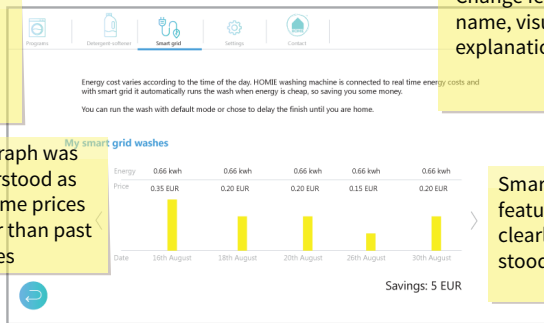 Change fe
name, visu
explanatio
Programs Detergent-softener Smart grid Settings Contact
Energy cost varies according to the time of the day. HOMIE washing machine is connected to real time energy costs and
with smart grid it automatically runs the wash when energy is cheap, so saving you some money.
You can run the wash with default mode or chose to delay the finish until you are home.
My smart grid washes
raph was
rstood as
me prices
r than past
es
Energy 0.66 kwh 0.66 kwh 0.66 kwh 0.66 kwh 0.66 kwh
Price 0.35 EUR 0.20 EUR 0.20 EUR 0.15 EUR 0.20 EUR
Date 16th August 18th August 20th August 26th August 30th August
Savings: 5 EUR
Smar
featu
clearl
stood